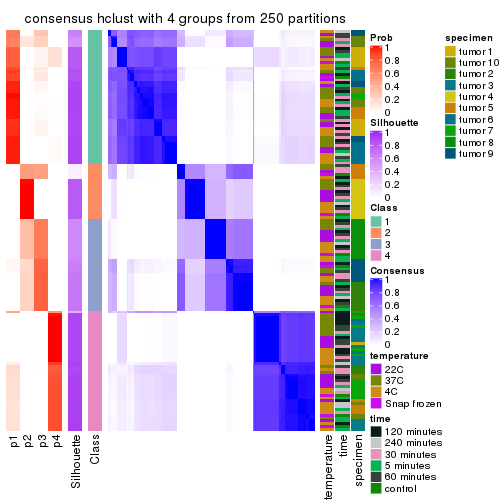 consensus hclust with 4 groups from 250 partitions
Prob
1
0.8
0.6
0.4
0.2
0
Silhouette
1
0.8
0.6
0.4
0.2
0
Class
1
2
3
4
Consensus
1
0.8
0.6
0.4
0.2
0
temperature
22C
37C
4C
Snap frozen
time
120 minutes
240 minutes
30 minutes
5 minutes
60 minutes
control
specimen
tumor 1
tumor 10
tumor 2
tumor 3
tumor 4
tumor 5
tumor 6
tumor 7
tumor 8
tumor 9
p1
p2
p3
p4
Silhouette
Class
temperature
time
specimen